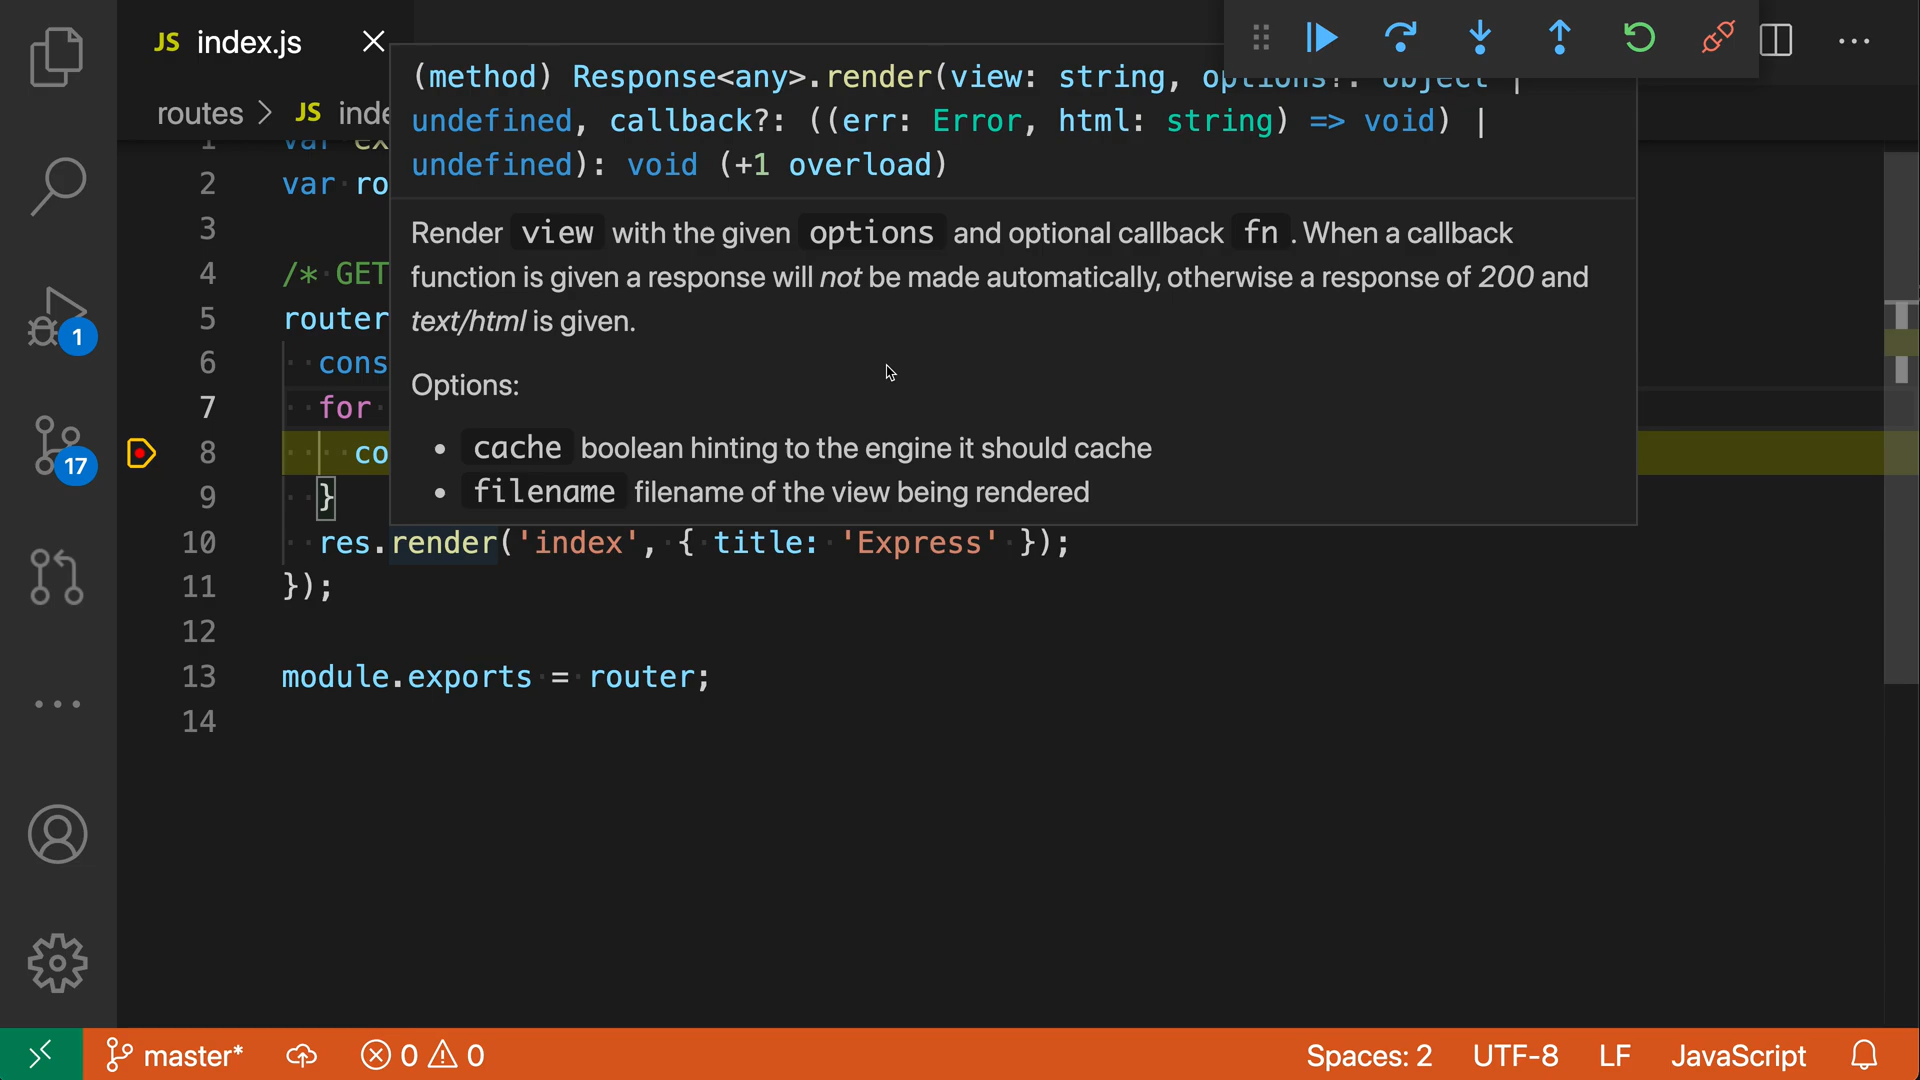 JS index.js
(method) Response<any>.render(view: string, options?: object |
routes > JS inde
undefined, callback?: ((err: Error, html: string) => void) |
undefined): void (+1 overload)
1 var ex
2 var ro
3
Render view with the given options and optional callback fn . When a callback
function is given a response will not be made automatically, otherwise a response of 200 and
text/html is given.
4 /* GET
5 router
6 cons
Options:
7 for
8 co
cache boolean hinting to the engine it should cache
filename filename of the view being rendered
9 }
10 res.render('index', { title: 'Express' });
11 });
12
13 module.exports = router;
14
1
17
master* 0 0 Spaces: 2 UTF-8 LF JavaScript